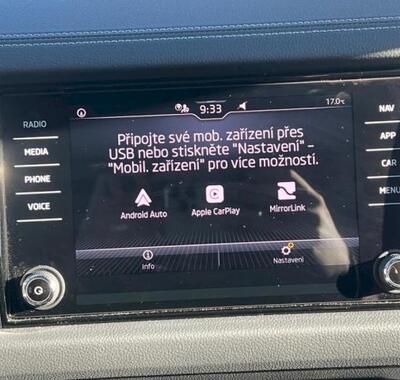 9:33
17.0°C
RADIO
MEDIA
PHONE
VOICE
Připojte své mob. zařízení přes
USB nebo stiskněte "Nastavení" –
"Mobil. zařízení" pro více možností.
Android Auto
Apple CarPlay
MirrorLink
Info
Nastavení
NAV
APP
CAR
MENU